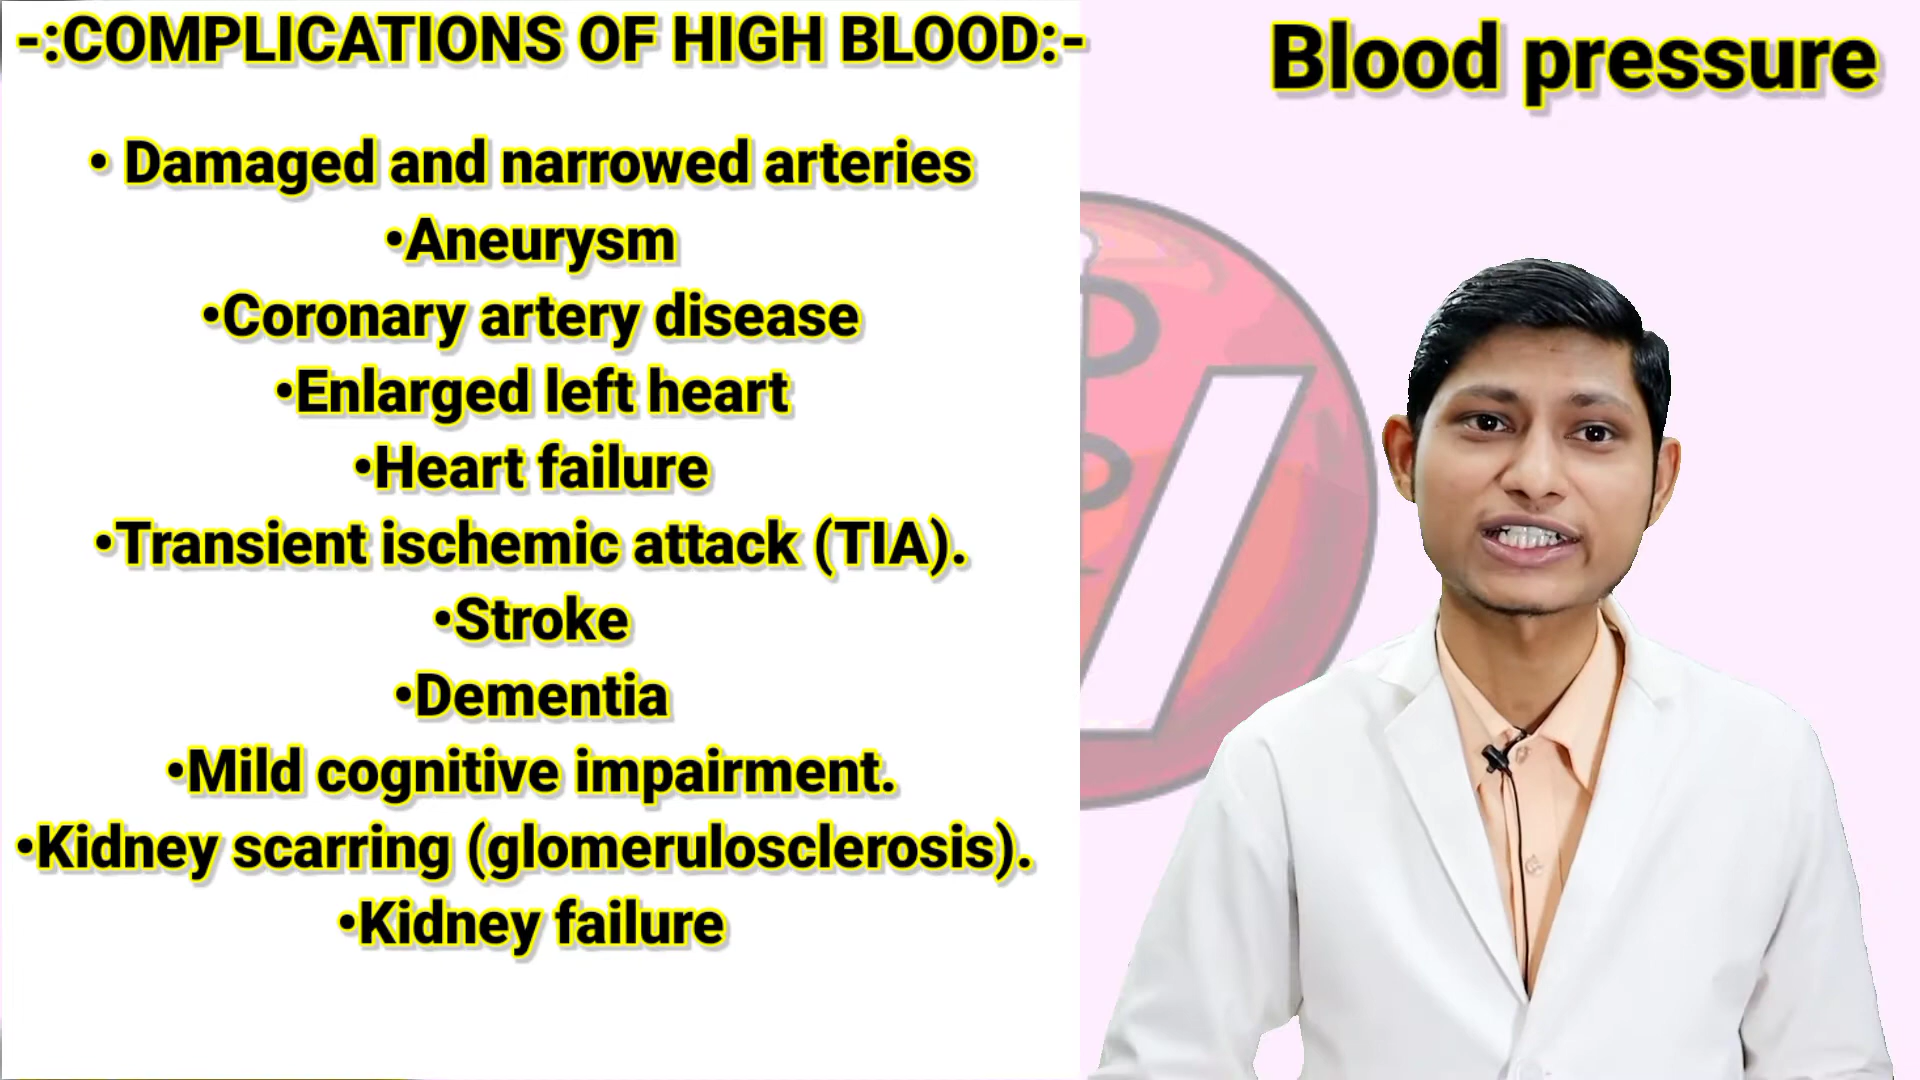 -:COMPLICATIONS OF HIGH BLOOD:-
Blood pressure
• Damaged and narrowed arteries
•Aneurysm
•Coronary artery disease
•Enlarged left heart
•Heart failure
•Transient ischemic attack (TIA).
•Stroke
•Dementia
•Mild cognitive impairment.
•Kidney scarring (glomerulosclerosis).
•Kidney failure